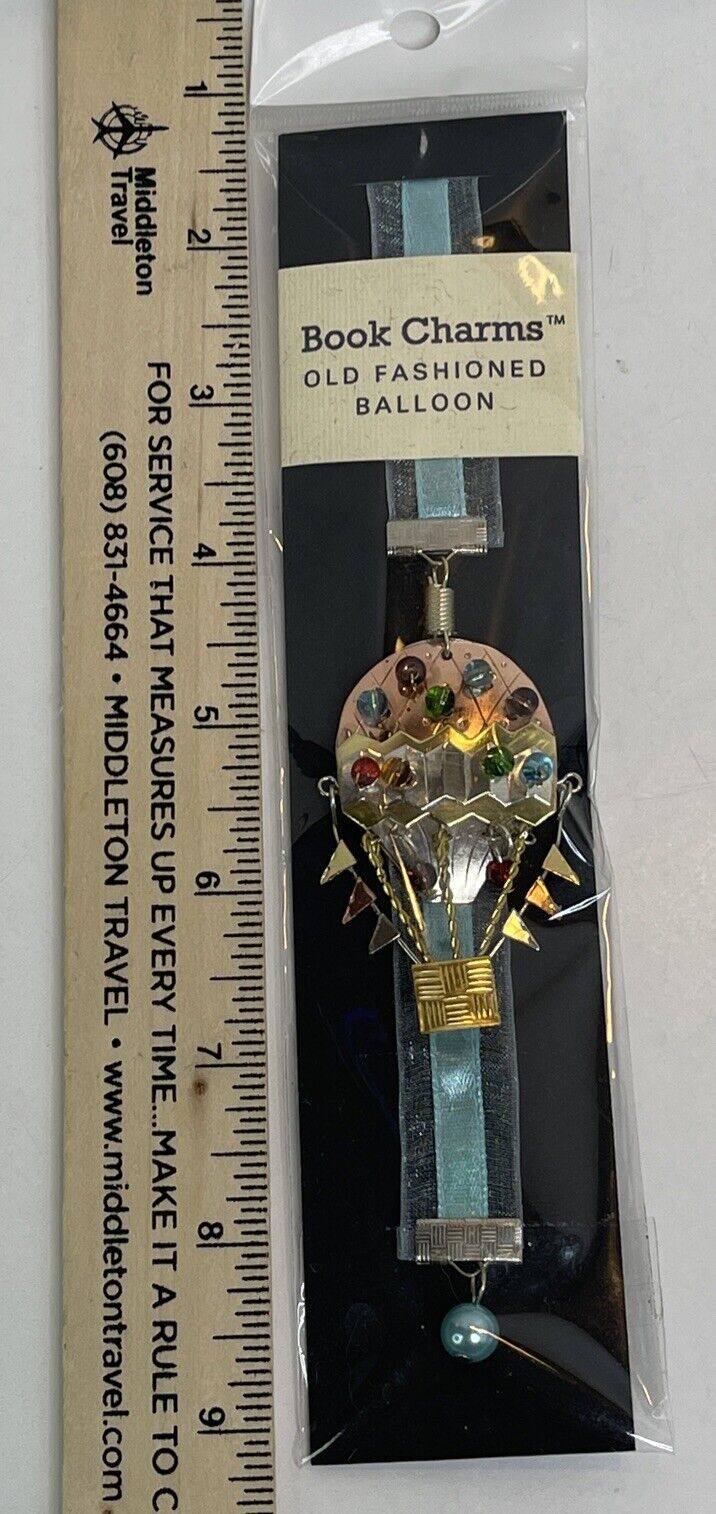 Book Charms™
OLD FASHIONED
BALLOON
1
2
3
4
5
6
7
8
9
Middleton
Travel
FOR SERVICE THAT MEASURES UP EVERY TIME...MAKE IT A RULE TO C
(608) 831-4664 • MIDDLETON TRAVEL • www.middletontravel.com